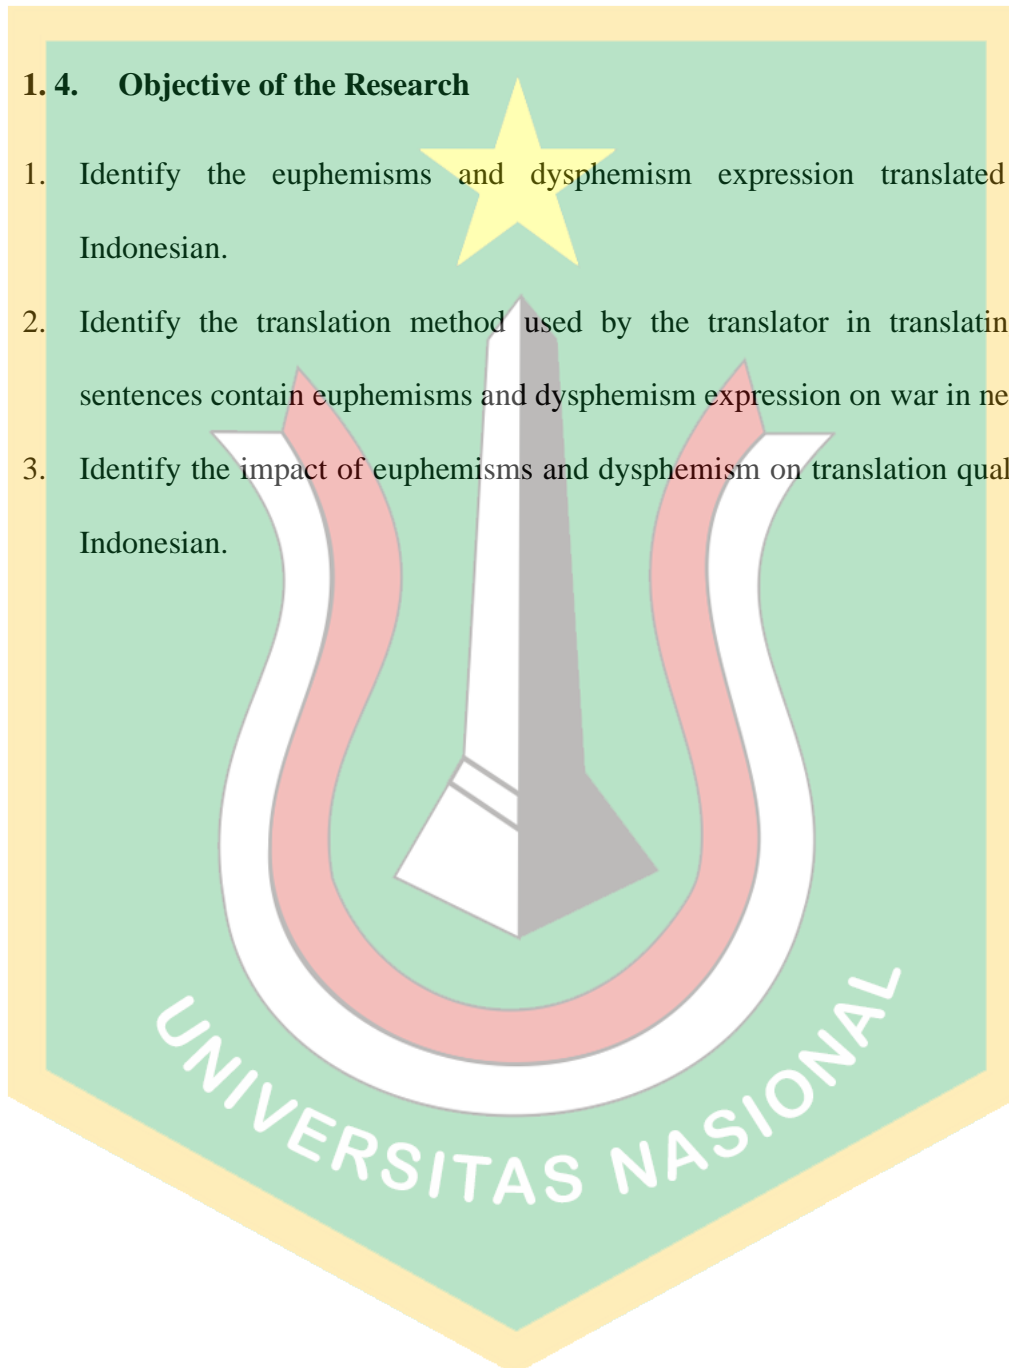 1. 4. Objective of the Research
1. Identify the euphemisms and dysphemism expression translated
Indonesian.
2. Identify the translation method used by the translator in translatin
sentences contain euphemisms and dysphemism expression on war in ne
3. Identify the impact of euphemisms and dysphemism on translation qual
Indonesian.
UNIVERSITAS NASIONAL